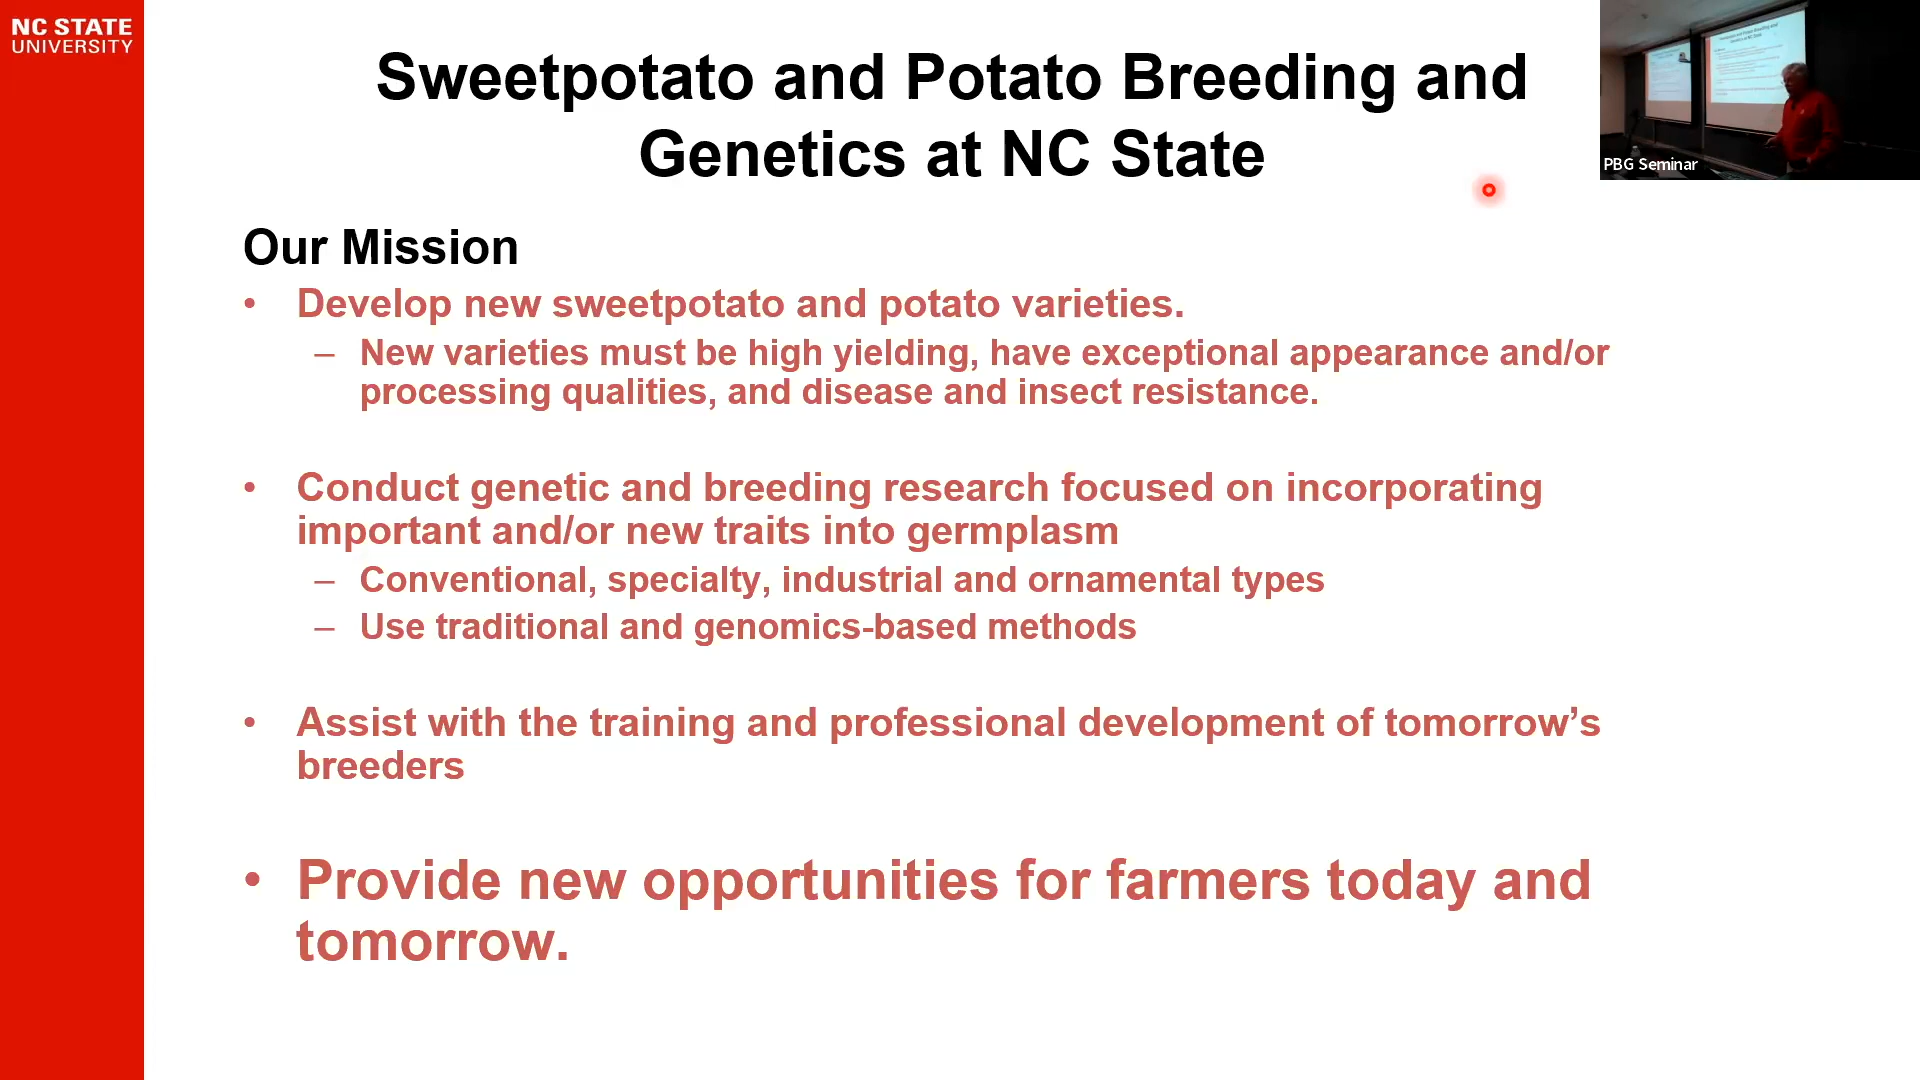 NC STATE
UNIVERSITY
Sweetpotato and Potato Breeding and
Genetics at NC State
PBG Seminar
Our Mission
• Develop new sweetpotato and potato varieties.
– New varieties must be high yielding, have exceptional appearance and/or
processing qualities, and disease and insect resistance.
• Conduct genetic and breeding research focused on incorporating
important and/or new traits into germplasm
– Conventional, specialty, industrial and ornamental types
– Use traditional and genomics-based methods
• Assist with the training and professional development of tomorrow’s
breeders
• Provide new opportunities for farmers today and
tomorrow.